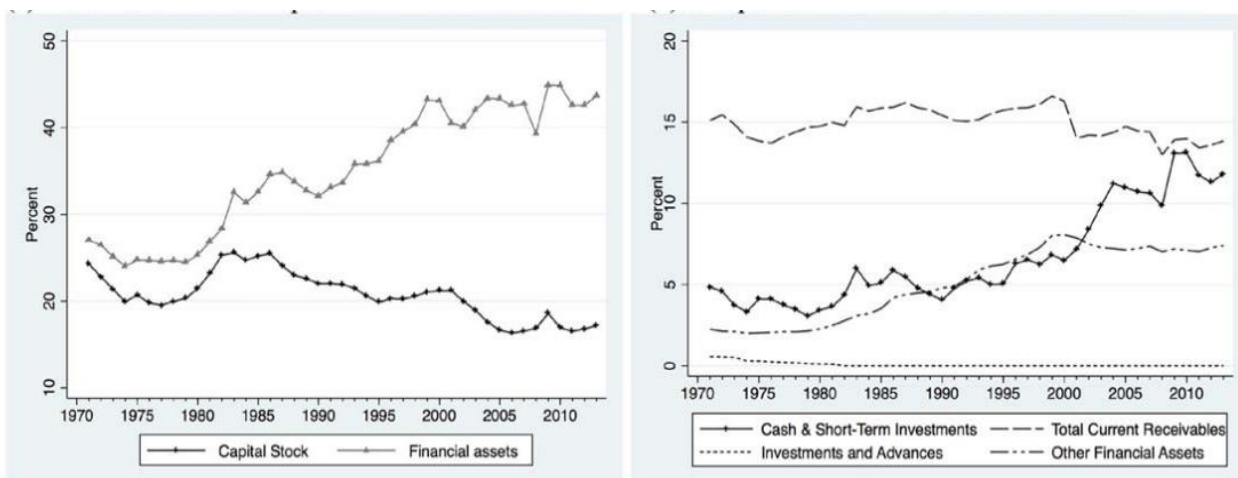 50
40
30
20
10
Percent
1970 1975 1980 1985 1990 1995 2000 2005 2010
Capital Stock Financial assets
20
15
10
5
0
Percent
1970 1975 1980 1985 1990 1995 2000 2005 2010
Cash & Short-Term Investments Total Current Receivables
Investments and Advances Other Financial Assets